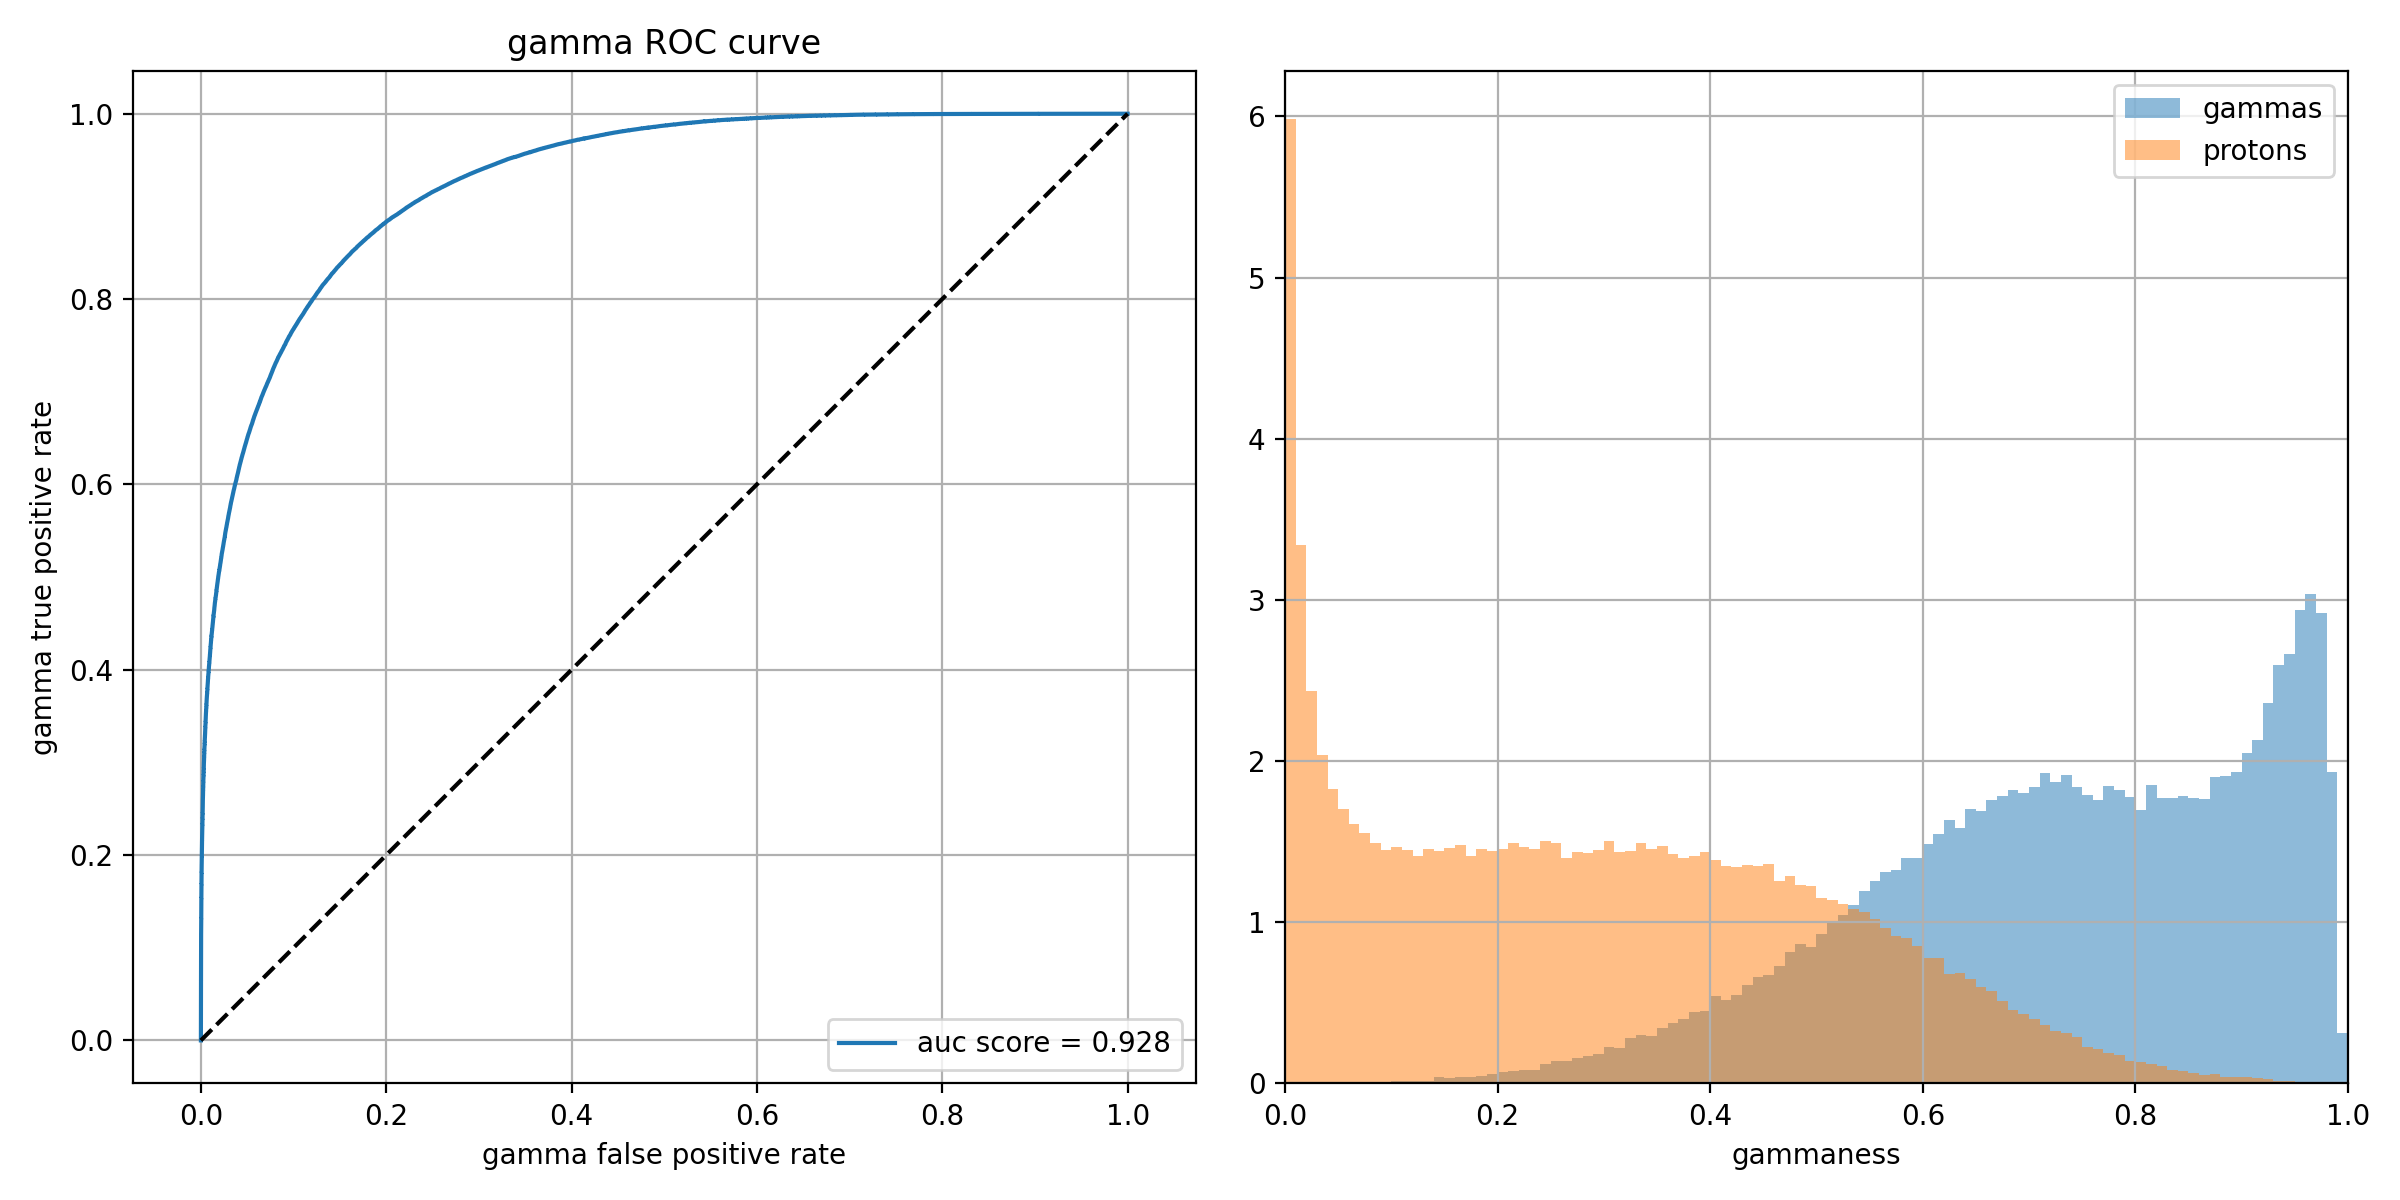 gamma ROC curve
gamma true positive rate
1.0
0.8
0.6
0.4
0.2
0.0
0.0 0.2 0.4 0.6 0.8 1.0
gamma false positive rate
auc score = 0.928
6
5
4
3
2
1
0
0.0 0.2 0.4 0.6 0.8 1.0
gammaness
gammas
protons